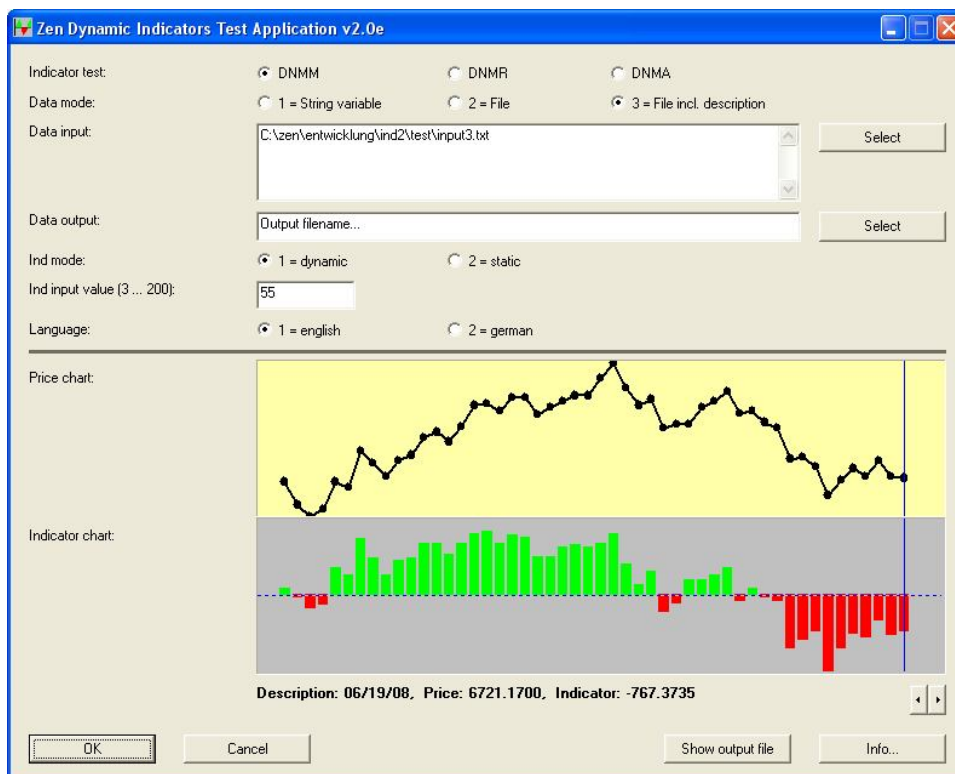 Zen Dynamic Indicators Test Application v2.0e
Indicator test: DNMM DNMR DNMA
Data mode: 1 = String variable 2 = File 3 = File incl. description
Data input: C:\zen\entwicklung\ind2\test\input3.txt Select
Data output: Output filename... Select
Ind mode: 1 = dynamic 2 = static
Ind input value (3 ... 200): 55
Language: 1 = english 2 = german
Price chart:
Indicator chart:
Description: 06/19/08, Price: 6721.1700, Indicator: -767.3735
OK Cancel Show output file Info...